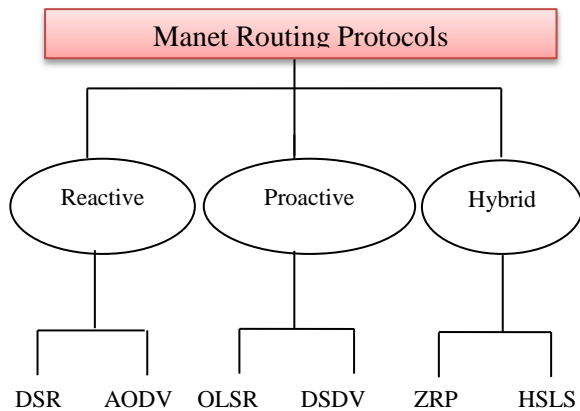 Manet Routing Protocols
Reactive
Proactive
Hybrid
DSR AODV OLSR DSDV ZRP HSLS